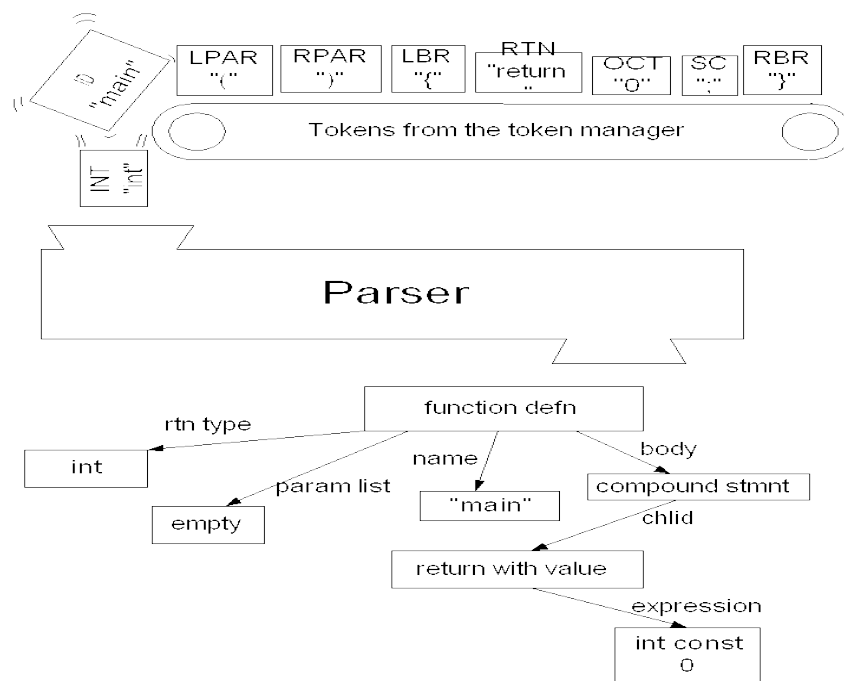 ID
"main"
LPAR
"("
RPAR
")"
LBR
"{"
RTN
"return
"
OCT
"0"
SC
";"
RBR
"}"
Tokens from the token manager
INT
"int"
Parser
function defn
rtn type
int
param list
empty
name
"main"
body
compound stmnt
chlid
return with value
expression
int const
0